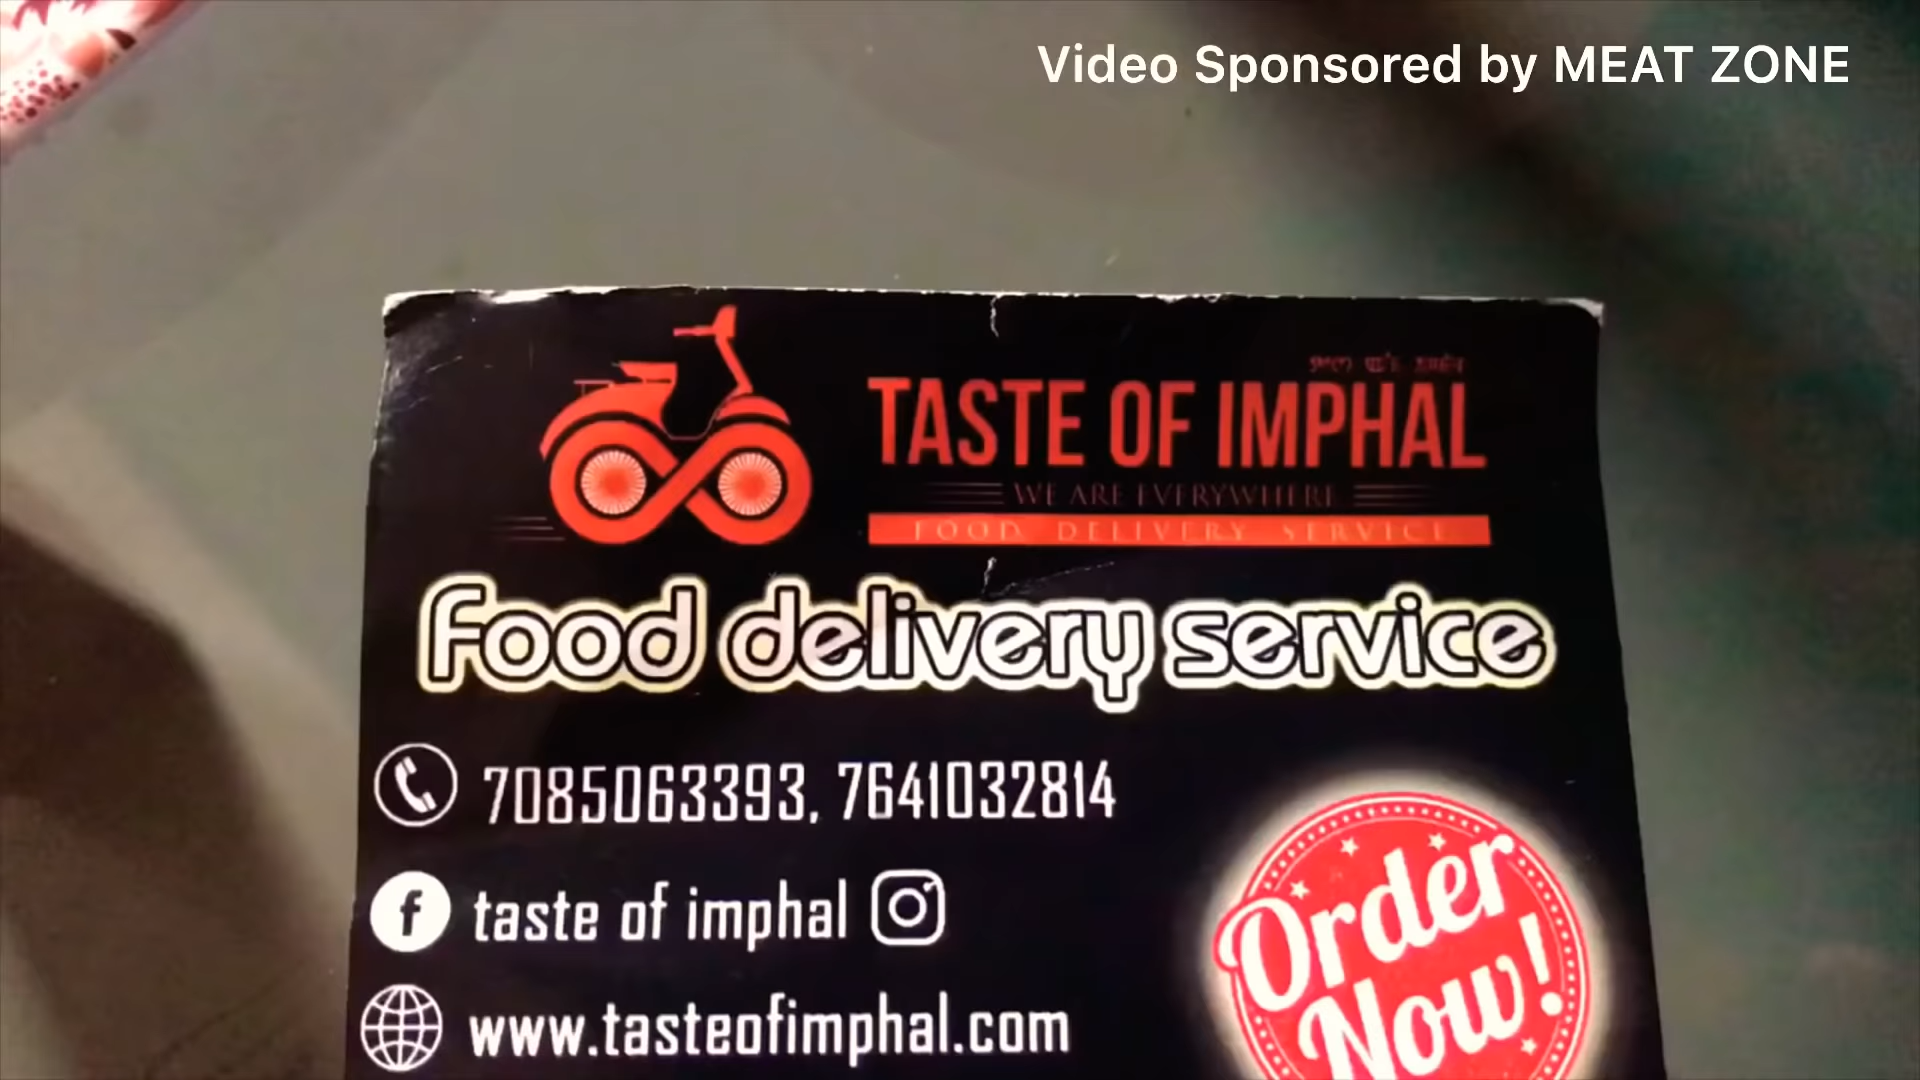 Video Sponsored by MEAT ZONE
TASTE OF IMPHAL
WE ARE EVERYWHERE
FOOD DELIVERY SERVICE
Food delivery service
7085063393, 7641032814
taste of imphal
www.tasteofimphal.com
Order
Now!